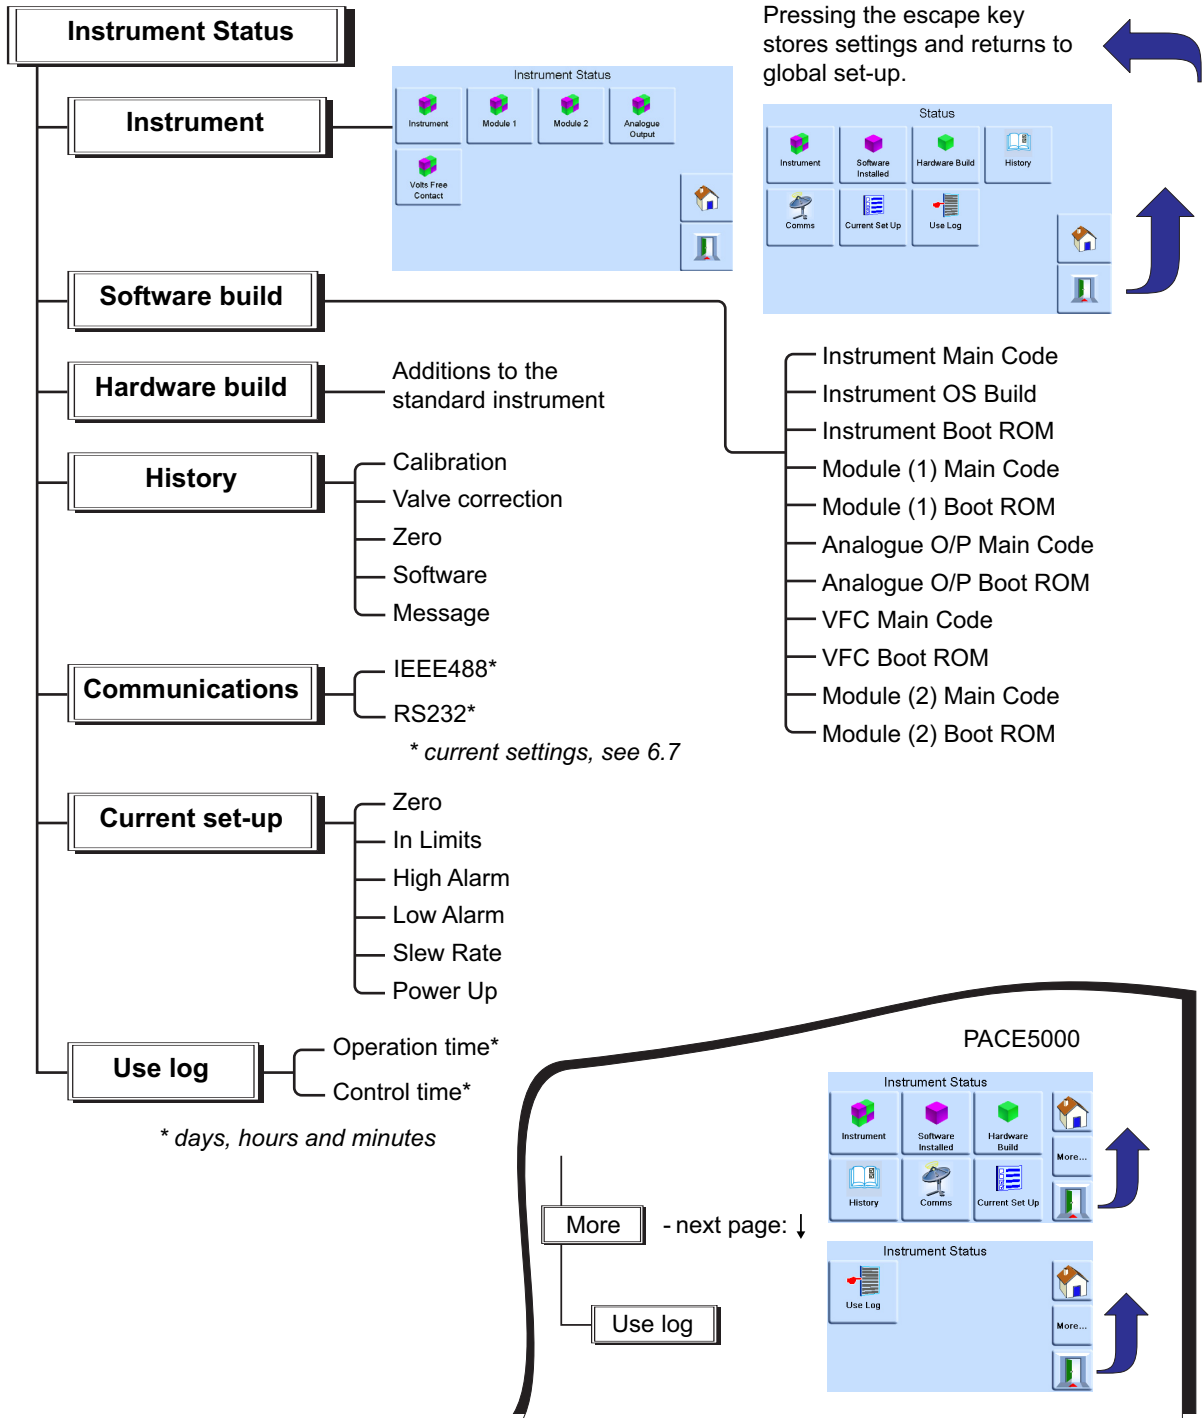 Instrument Status
Pressing the escape key
stores settings and returns to
global set-up.
Instrument
Instrument Status
Instrument
Module 1
Module 2
Analogue
Output
Volts Free
Contact
Status
Instrument
Software
Installed
Hardware Build
History
Comms
Current Set Up
Use Log
Software build
Instrument Main Code
Instrument OS Build
Instrument Boot ROM
Module (1) Main Code
Module (1) Boot ROM
Analogue O/P Main Code
Analogue O/P Boot ROM
VFC Main Code
VFC Boot ROM
Module (2) Main Code
Module (2) Boot ROM
Hardware build
Additions to the
standard instrument
History
Calibration
Valve correction
Zero
Software
Message
Communications
IEEE488*
RS232*
* current settings, see 6.7
Current set-up
Zero
In Limits
High Alarm
Low Alarm
Slew Rate
Power Up
Use log
Operation time*
Control time*
* days, hours and minutes
PACE5000
Instrument Status
Instrument
Software
Installed
Hardware
Build
More...
History
Comms
Current Set Up
More
- next page: ↓
Instrument Status
Use Log
More...
Use log